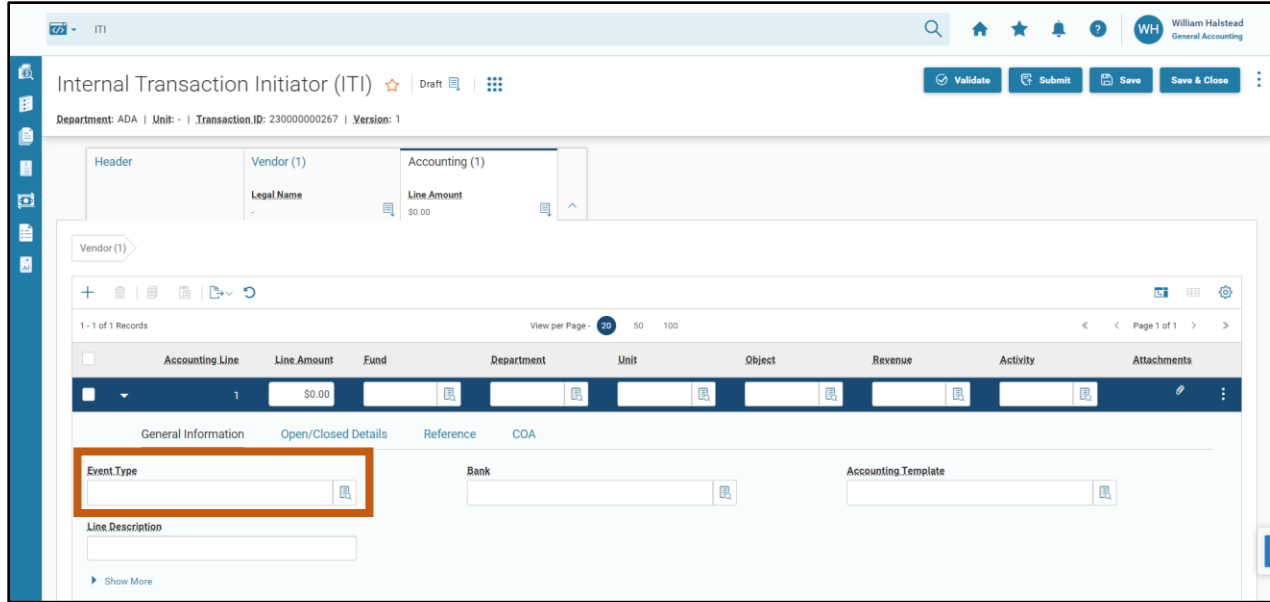 ITI
William Halstead
WH
General Accounting
Internal Transaction Initiator (ITI)
Draft
Validate
Submit
Save
Save & Close
Department: ADA | Unit: - | Transaction ID: 230000000267 | Version: 1
Header
Vendor (1)
Accounting (1)
Legal Name
Line Amount
-
$0.00
Vendor (1)
1 - 1 of 1 Records
View per Page - 20 50 100
Page 1 of 1
Accounting Line Line Amount Fund Department Unit Object Revenue Activity Attachments
1 $0.00
General Information Open/Closed Details Reference COA
Event Type
Bank
Accounting Template
Line Description
Show More